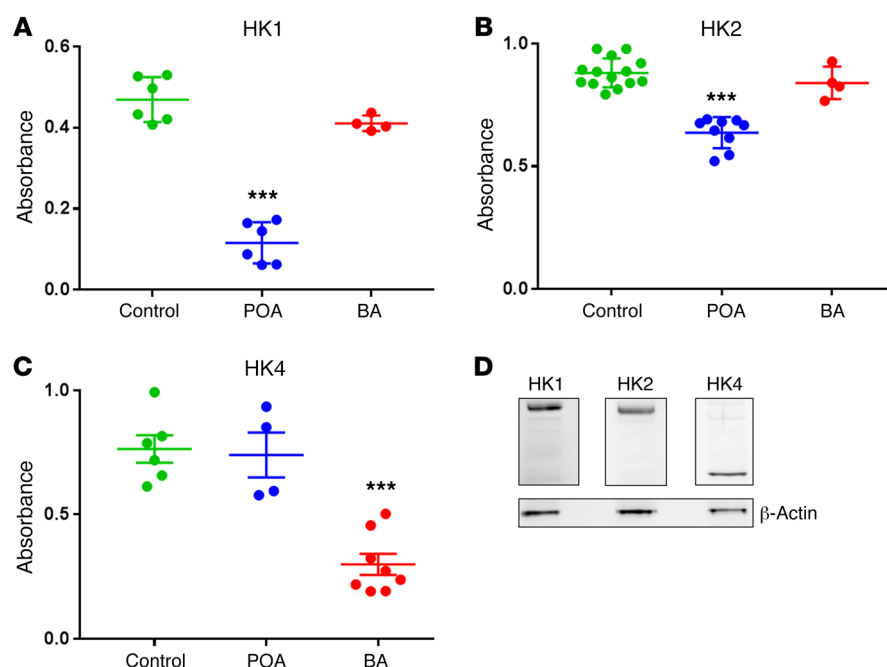 A
HK1
0.6
0.4
0.2
0.0
Absorbance
***
Control POA BA
B
HK2
1.0
0.5
0.0
Absorbance
***
Control POA BA
C
HK4
1.0
0.5
0.0
Absorbance
***
Control POA BA
D
HK1 HK2 HK4
β-Actin